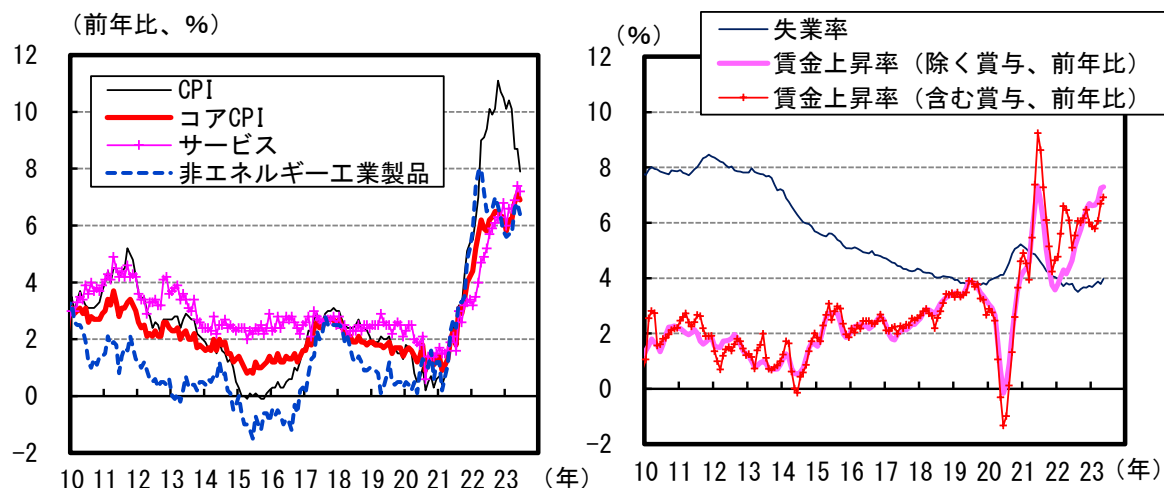 (前年比、%)
12
10
8
6
4
2
0
−2
CPI
コアCPI
サービス
非エネルギー工業製品
10 11 12 13 14 15 16 17 18 19 20 21 22 23 (年)
(%)
12
10
8
6
4
2
0
−2
失業率
賃金上昇率（除く賞与、前年比）
賃金上昇率（含む賞与、前年比）
10 11 12 13 14 15 16 17 18 19 20 21 22 23 (年)